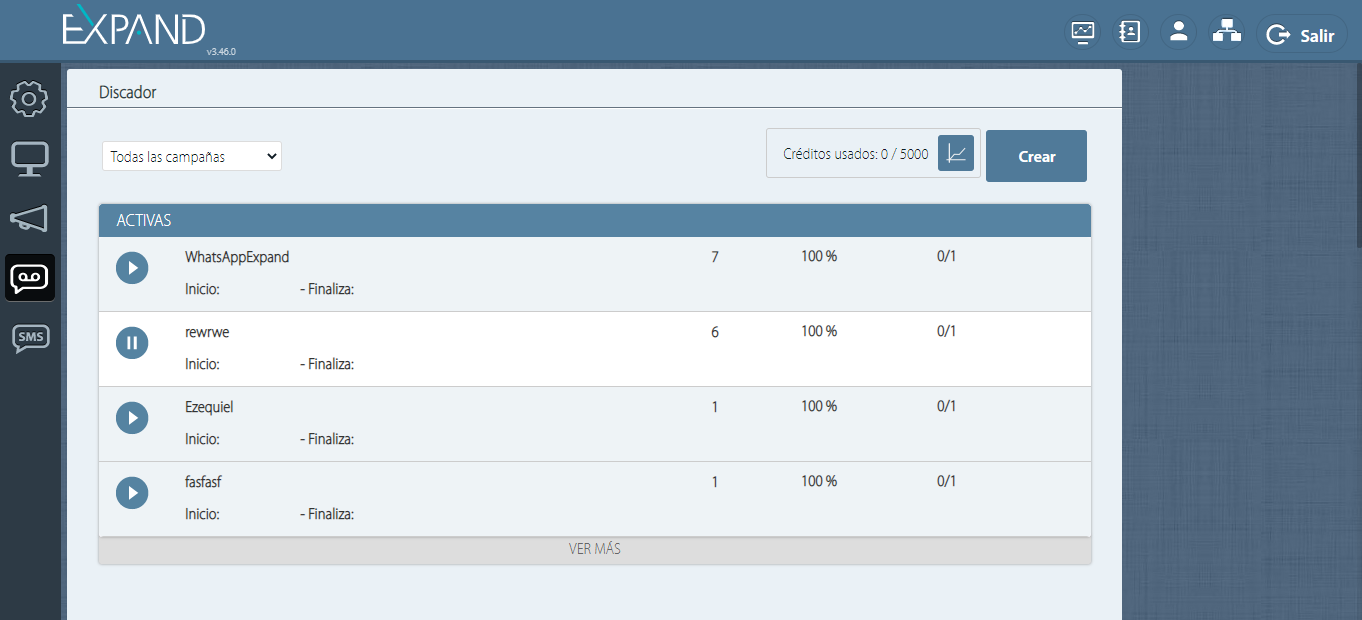 EXPAND
v3.46.0
Salir
Discador
Todas las campañas
Créditos usados: 0 / 5000
Crear
ACTIVAS
WhatsAppExpand 7 100 % 0/1
Inicio: - Finaliza:
rewrwe 6 100 % 0/1
Inicio: - Finaliza:
Ezequiel 1 100 % 0/1
Inicio: - Finaliza:
fasfasf 1 100 % 0/1
Inicio: - Finaliza:
SMS
VER MÁS